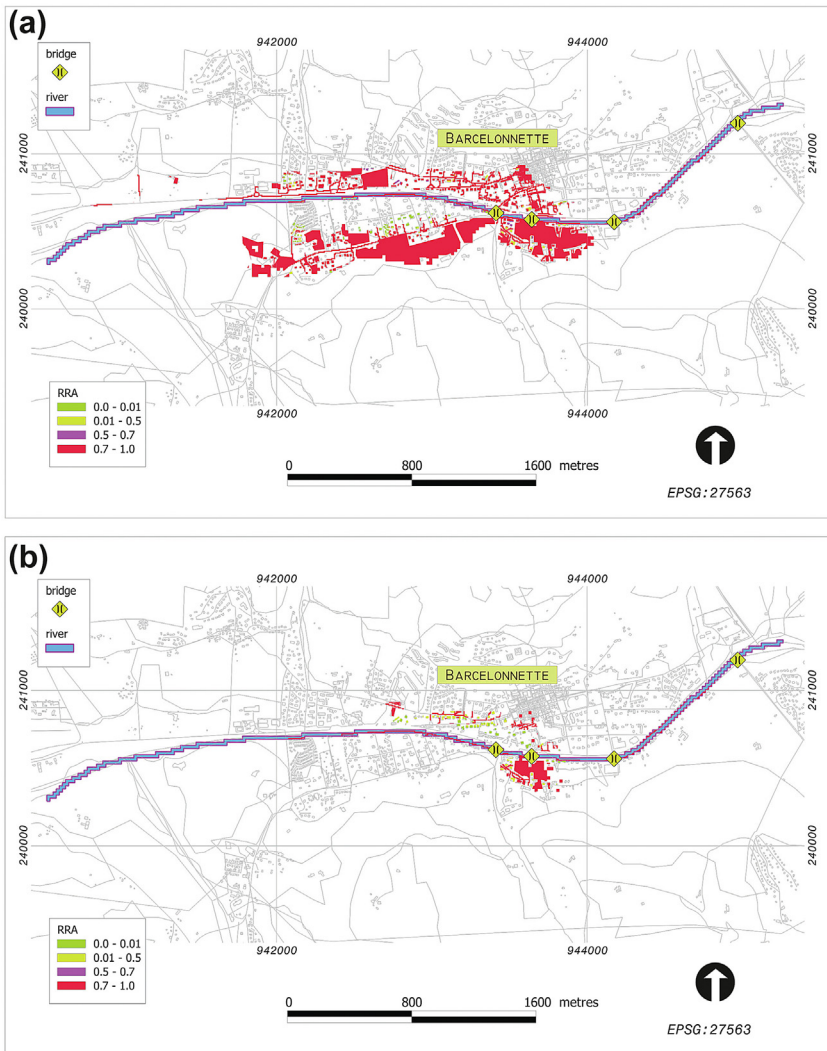 (a)
942000
944000
bridge
river
BARCELONNETTE
241000
241000
240000
240000
RRA
0.0 - 0.01
0.01 - 0.5
0.5 - 0.7
0.7 - 1.0
942000
944000
0 800 1600 metres
EPSG:27563
(b)
942000
944000
bridge
river
BARCELONNETTE
241000
241000
240000
240000
RRA
0.0 - 0.01
0.01 - 0.5
0.5 - 0.7
0.7 - 1.0
942000
944000
0 800 1600 metres
EPSG:27563